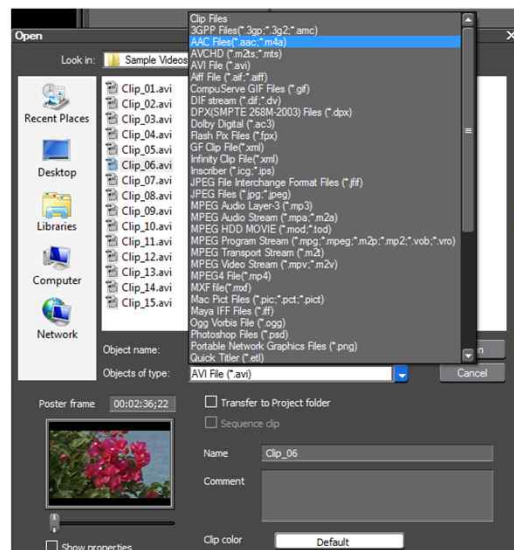 Open
Look in:
Sample Videos
Recent Places
Desktop
Libraries
Computer
Network
Clip_01.avi
Clip_02.avi
Clip_03.avi
Clip_04.avi
Clip_05.avi
Clip_06.avi
Clip_07.avi
Clip_08.avi
Clip_09.avi
Clip_10.avi
Clip_11.avi
Clip_12.avi
Clip_13.avi
Clip_14.avi
Clip_15.avi
Clip Files
3GPP Files(*.3gp;*.3g2;*.amc)
AAC Files(*.aac;*.m4a)
AVCHD (*.m2ts;*.mts)
AVI File (*.avi)
Aiff File (*.aif;*.aiff)
CompuServe GIF Files (*.gif)
DIF stream (*.dif;*.dv)
DPX(SMPTE 268M-2003) Files (*.dpx)
Dolby Digital (*.ac3)
Flash Pix Files (*.fpx)
GF Clip File(*.xml)
Infinity Clip File(*.xml)
Inscriber (*.icg;*.ips)
JPEG File Interchange Format Files (*.jfif)
JPEG Files (*.jpg;*.jpeg)
MPEG Audio Layer-3 (*.mp3)
MPEG Audio Stream (*.mpa;*.m2a)
MPEG HDD MOVIE (*.mod;*.tod)
MPEG Program Stream (*.mpg;*.mpeg;*.m2p;*.mp2;*.vob;*.vro)
MPEG Transport Stream (*.m2t)
MPEG Video Stream (*.mpv;*.m2v)
MPEG4 File(*.mp4)
MXF file(*.mxf)
Mac Pict Files (*.pic;*.pct;*.pict)
Maya IFF Files (*.iff)
Ogg Vorbis File (*.ogg)
Photoshop Files (*.psd)
Portable Network Graphics Files (*.png)
Quick Titler (*.etl)
Object name:
Objects of type:
AVI File (*.avi)
Cancel
Poster frame
00:02:36;22
Transfer to Project folder
Sequence clip
Name
Clip_06
Comment
Show properties
Clip color
Default